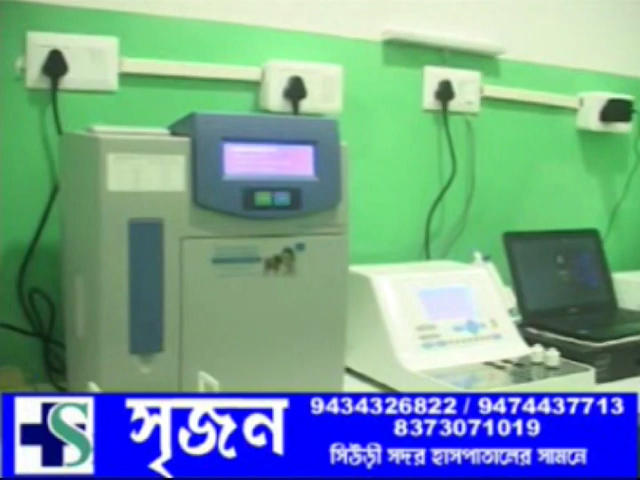 S
সৃজন
9434326822 / 9474437713
8373071019
সিউড়ী সদর হাসপাতালের সামনে